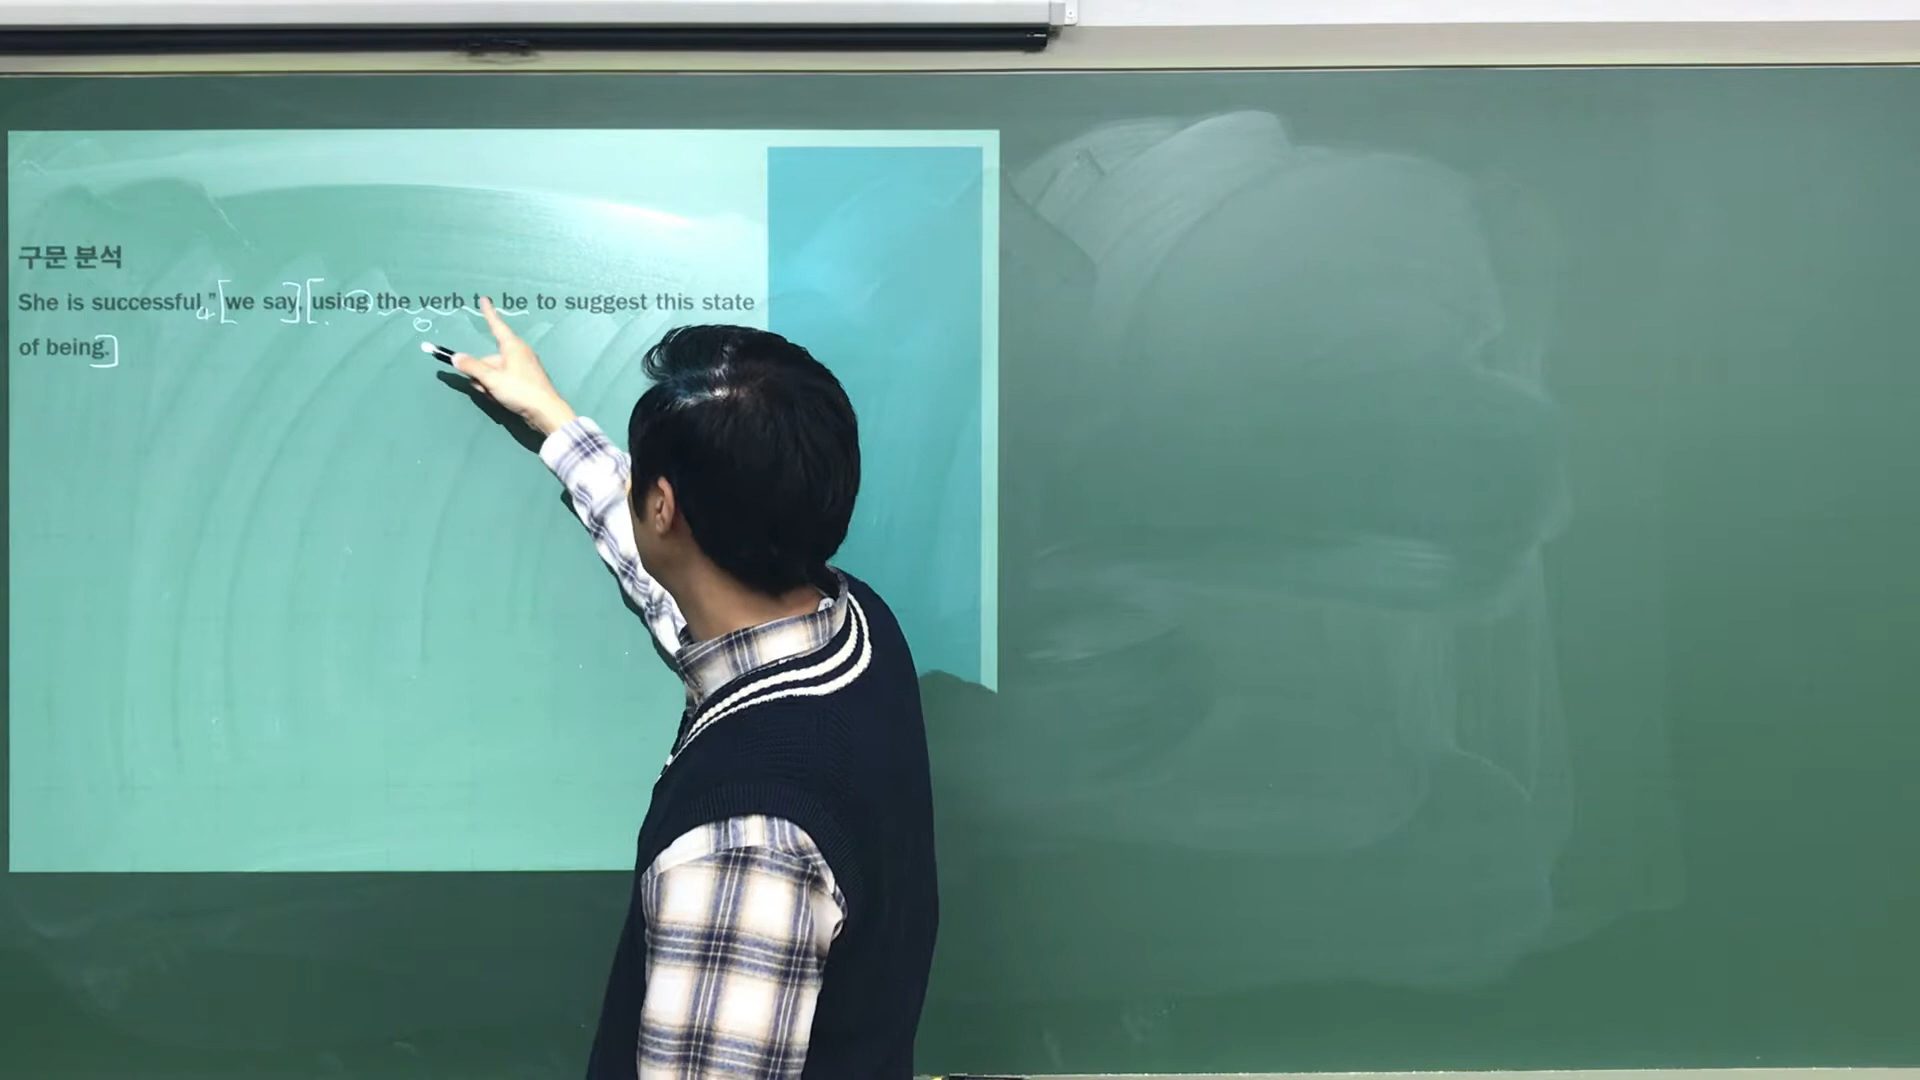 구문 분석
She is successful," we say, using the verb to be to suggest this state
of being.